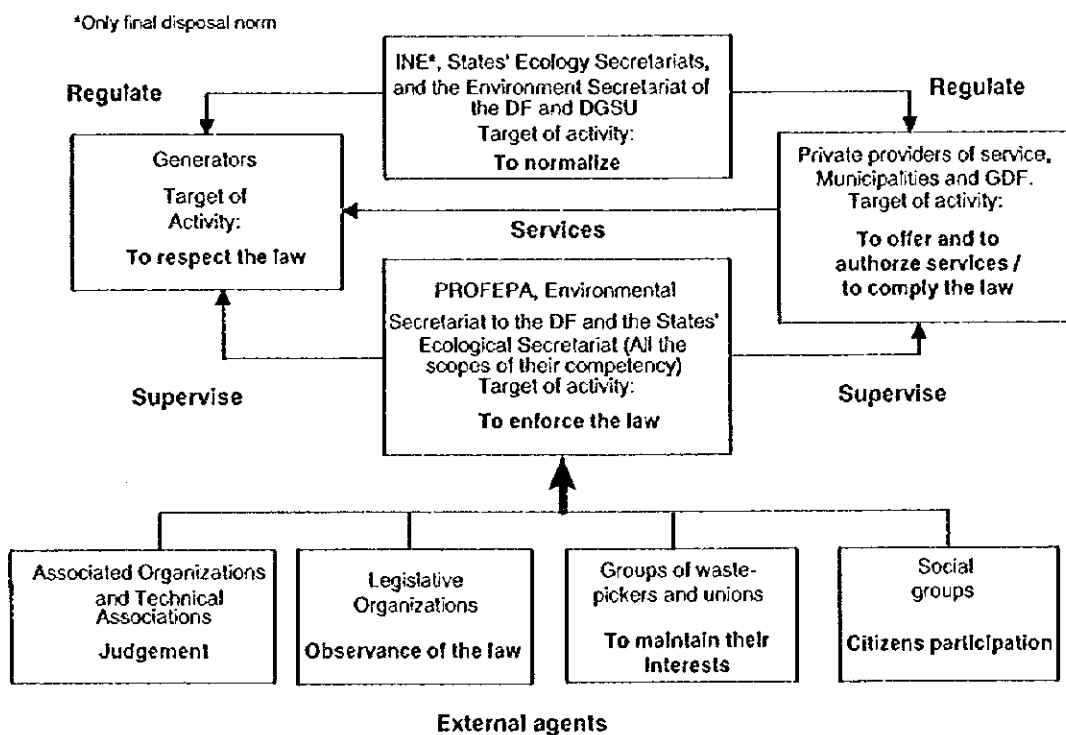 *Only final disposal norm
INE*, States' Ecology Secretariats,
and the Environment Secretariat of
the DF and DGSU
Target of activity:
To normalize
Regulate
Regulate
Generators
Target of
Activity:
To respect the law
Private providers of service,
Municipalities and GDF.
Target of activity:
To offer and to
authorze services /
to comply the law
Services
PROFEPA, Environmental
Secretariat to the DF and the States'
Ecological Secretariat (All the
scopes of their competency)
Target of activity:
To enforce the law
Supervise
Supervise
Associated Organizations
and Technical
Associations
Judgement
Legislative
Organizations
Observance of the law
Groups of waste-
pickers and unions
To maintain their
Interests
Social
groups
Citizens participation
External agents